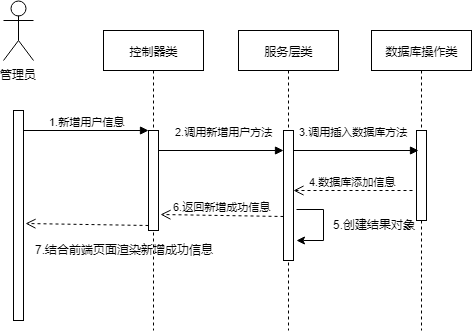 控制器类
服务层类
数据库操作类
管理员
1.新增用户信息
2.调用新增用户方法
3.调用插入数据库方法
4.数据库添加信息
6.返回新增成功信息
5.创建结果对象
7.结合前端页面渲染新增成功信息